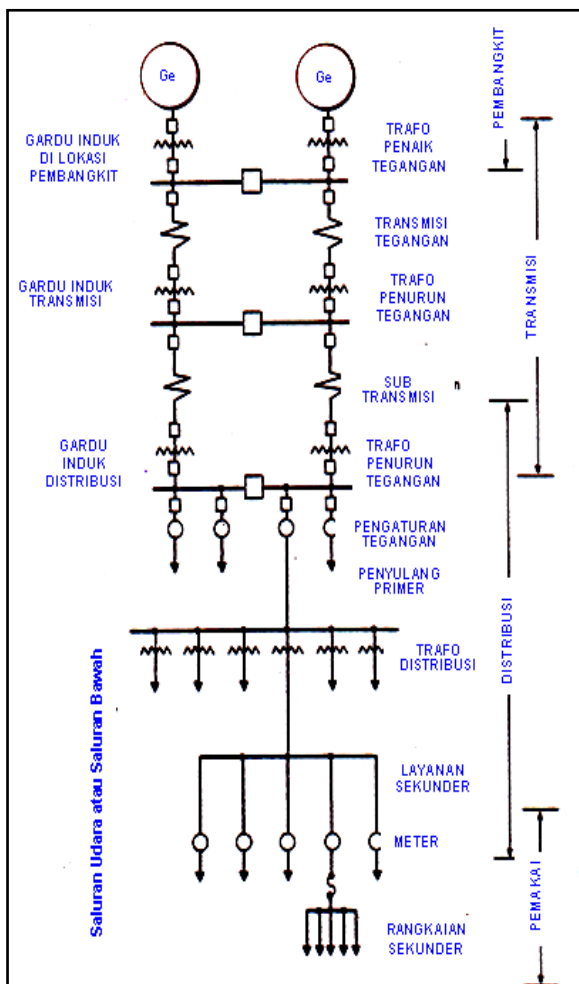 Ge
Ge
GARDU INDUK
DI LOKASI
PEMBANGKIT
TRAFO
PENAIK
TEGANGAN
PEMBANGKIT
TRANSMISI
TEGANGAN
GARDU INDUK
TRANSMISI
TRAFO
PENURUN
TEGANGAN
TRANSMISI
SUB
TRANSMISI
n
GARDU
INDUK
DISTRIBUSI
TRAFO
PENURUN
TEGANGAN
PENGATURAN
TEGANGAN
PENYULANG
PRIMER
DISTRIBUSI
TRAFO
DISTRIBUSI
Saluran Udara atau Saluran Bawah
LAYANAN
SEKUNDER
METER
PEMAKAI
RANGKAIAN
SEKUNDER